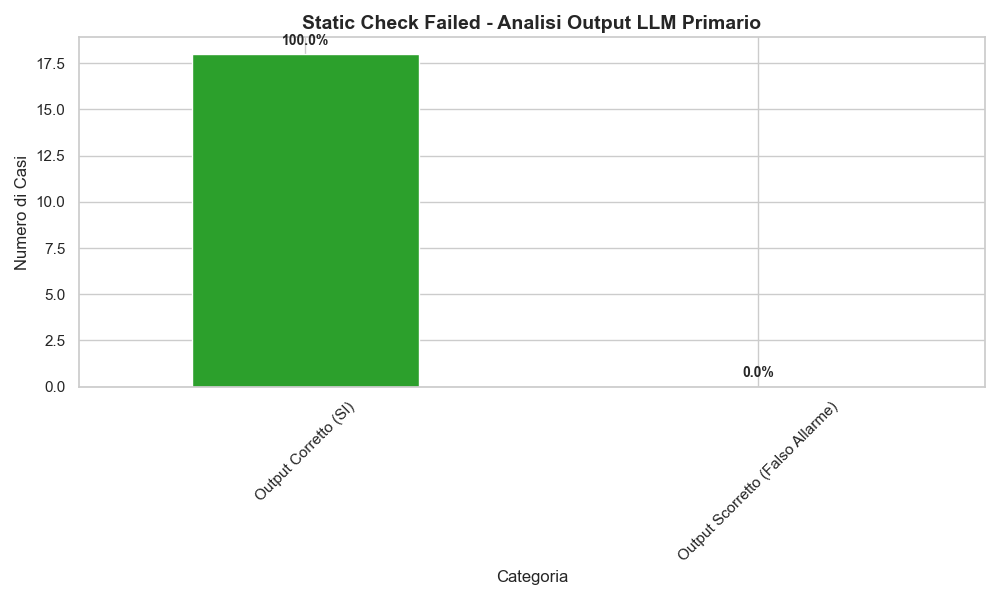 Static Check Failed - Analisi Output LLM Primario
100.0%
17.5
15.0
12.5
10.0
7.5
5.0
2.5
0.0
0.0%
Numero di Casi
Output Corretto (SI)
Output Scorretto (Falso Allarme)
Categoria